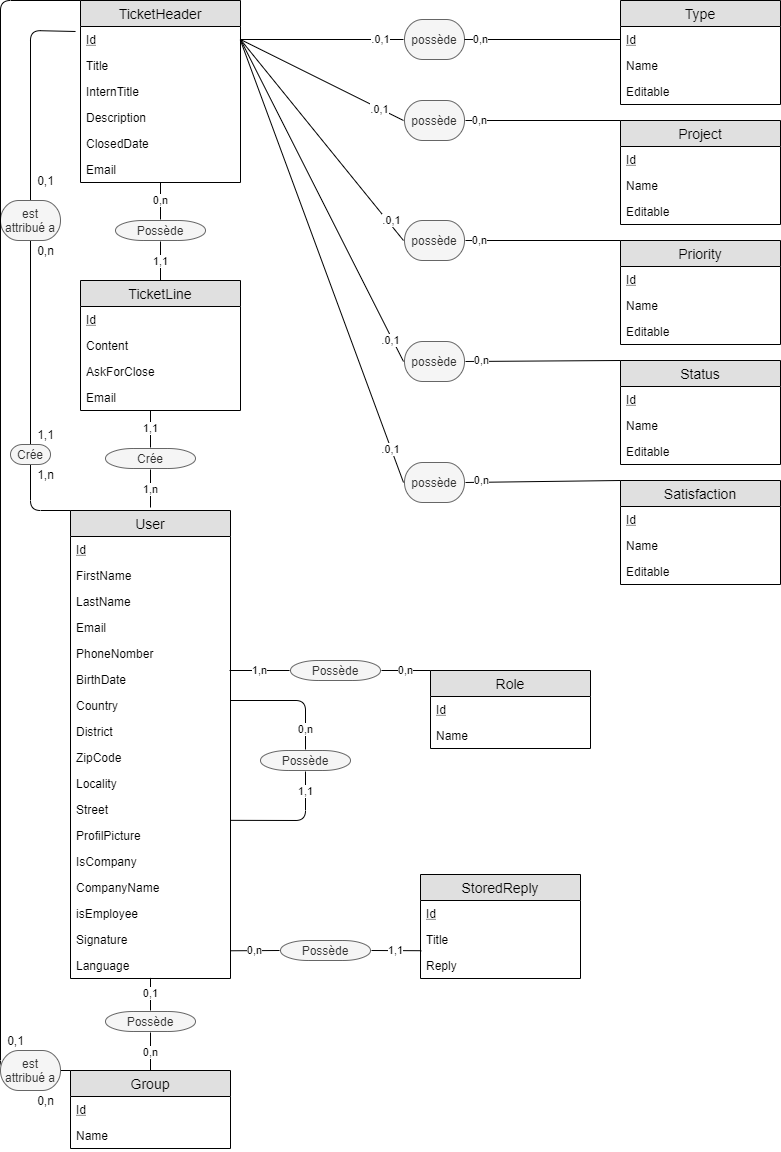 TicketHeader
Id
Title
InternTitle
Description
ClosedDate
Email
.0,1
possède
0,n
Type
Id
Name
Editable
.0,1
possède
0,n
Project
Id
Name
Editable
.0,1
possède
0,n
Priority
Id
Name
Editable
.0,1
possède
0,n
Status
Id
Name
Editable
.0,1
possède
0,n
Satisfaction
Id
Name
Editable
0,1
est
attribué a
0,n
0,n
Possède
1,1
TicketLine
Id
Content
AskForClose
Email
1,1
Crée
1,n
1,1
Crée
1,n
User
Id
FirstName
LastName
Email
PhoneNomber
BirthDate
Country
District
ZipCode
Locality
Street
ProfilPicture
IsCompany
CompanyName
isEmployee
Signature
Language
1,n
Possède
0,n
Role
Id
Name
0,n
Possède
1,1
0,n
Possède
1,1
StoredReply
Id
Title
Reply
0,1
Possède
0,n
0,1
est
attribué a
0,n
Group
Id
Name